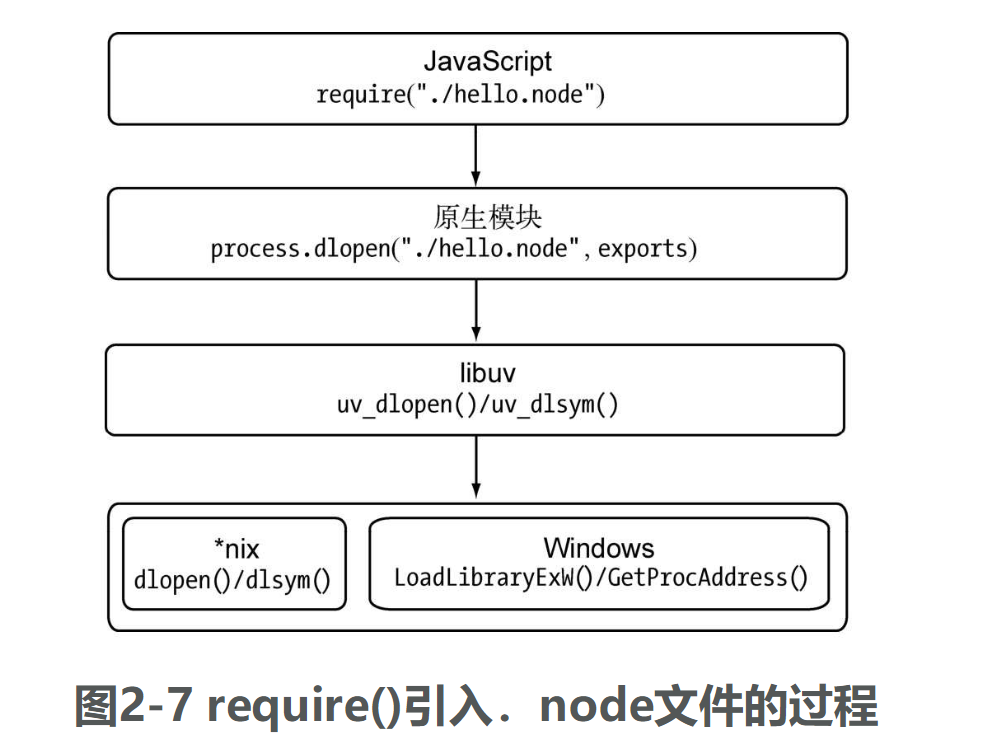 JavaScript
require("./hello.node")
原生模块
process.dlopen("./hello.node", exports)
libuv
uv_dlopen()/uv_dlsym()
*nix
dlopen()/dlsym()
Windows
LoadLibraryExW()/GetProcAddress()
图2-7 require()引入．node文件的过程